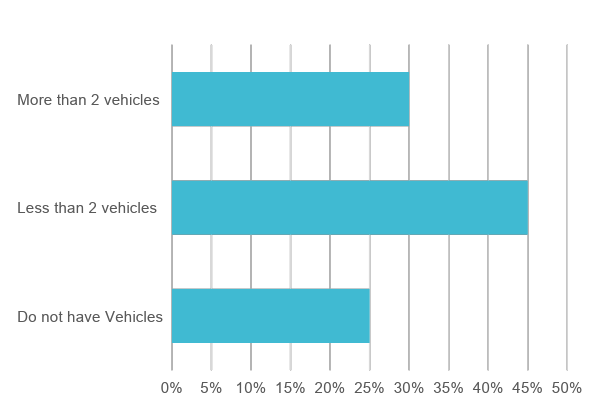 More than 2 vehicles
Less than 2 vehicles
Do not have Vehicles
0% 5% 10% 15% 20% 25% 30% 35% 40% 45% 50%